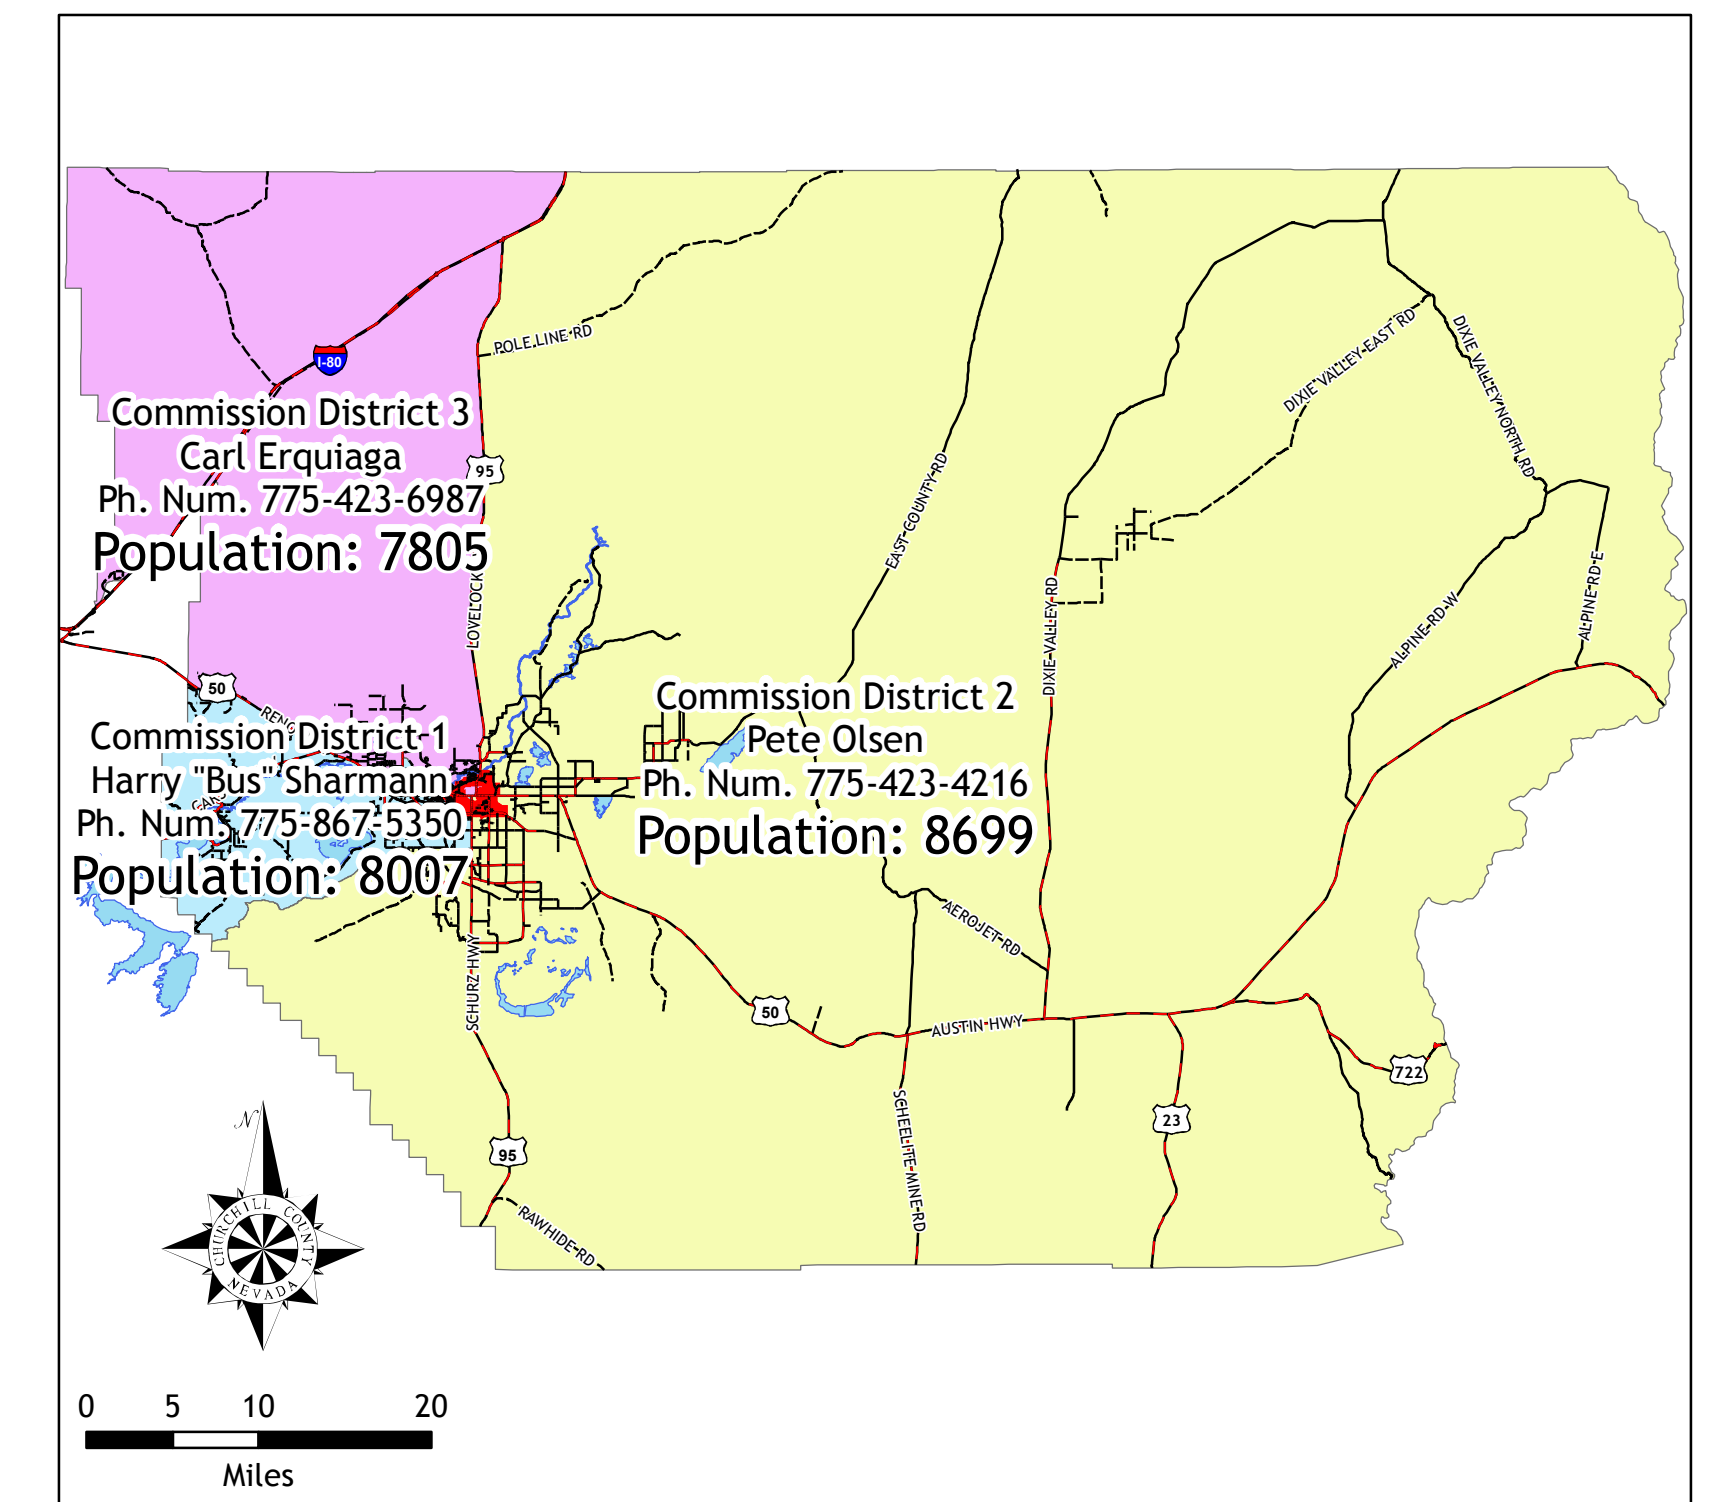 POLE LINE RD
I-80
DIXIE VALLEY EAST RD
DIXIE VALLEY NORTH RD
Commission District 3
Carl Erquiaga
Ph. Num. 775-423-6987
Population: 7805
95
EAST COUNTY RD
LOVELOCK
DIXIE VALLEY RD
ALPINE RD W
ALPINE RD E
50
Commission District 1
Harry "Bus" Sharmann
Ph. Num. 775-867-5350
Population: 8007
Commission District 2
Pete Olsen
Ph. Num. 775-423-4216
Population: 8699
AEROJET RD
SCHURZ HWY
50
AUSTIN HWY
722
23
SCHEELITE MINE RD
95
RAWHIDE RD
N
CHURCHILL COUNTY
NEVADA
0 5 10 20
Miles